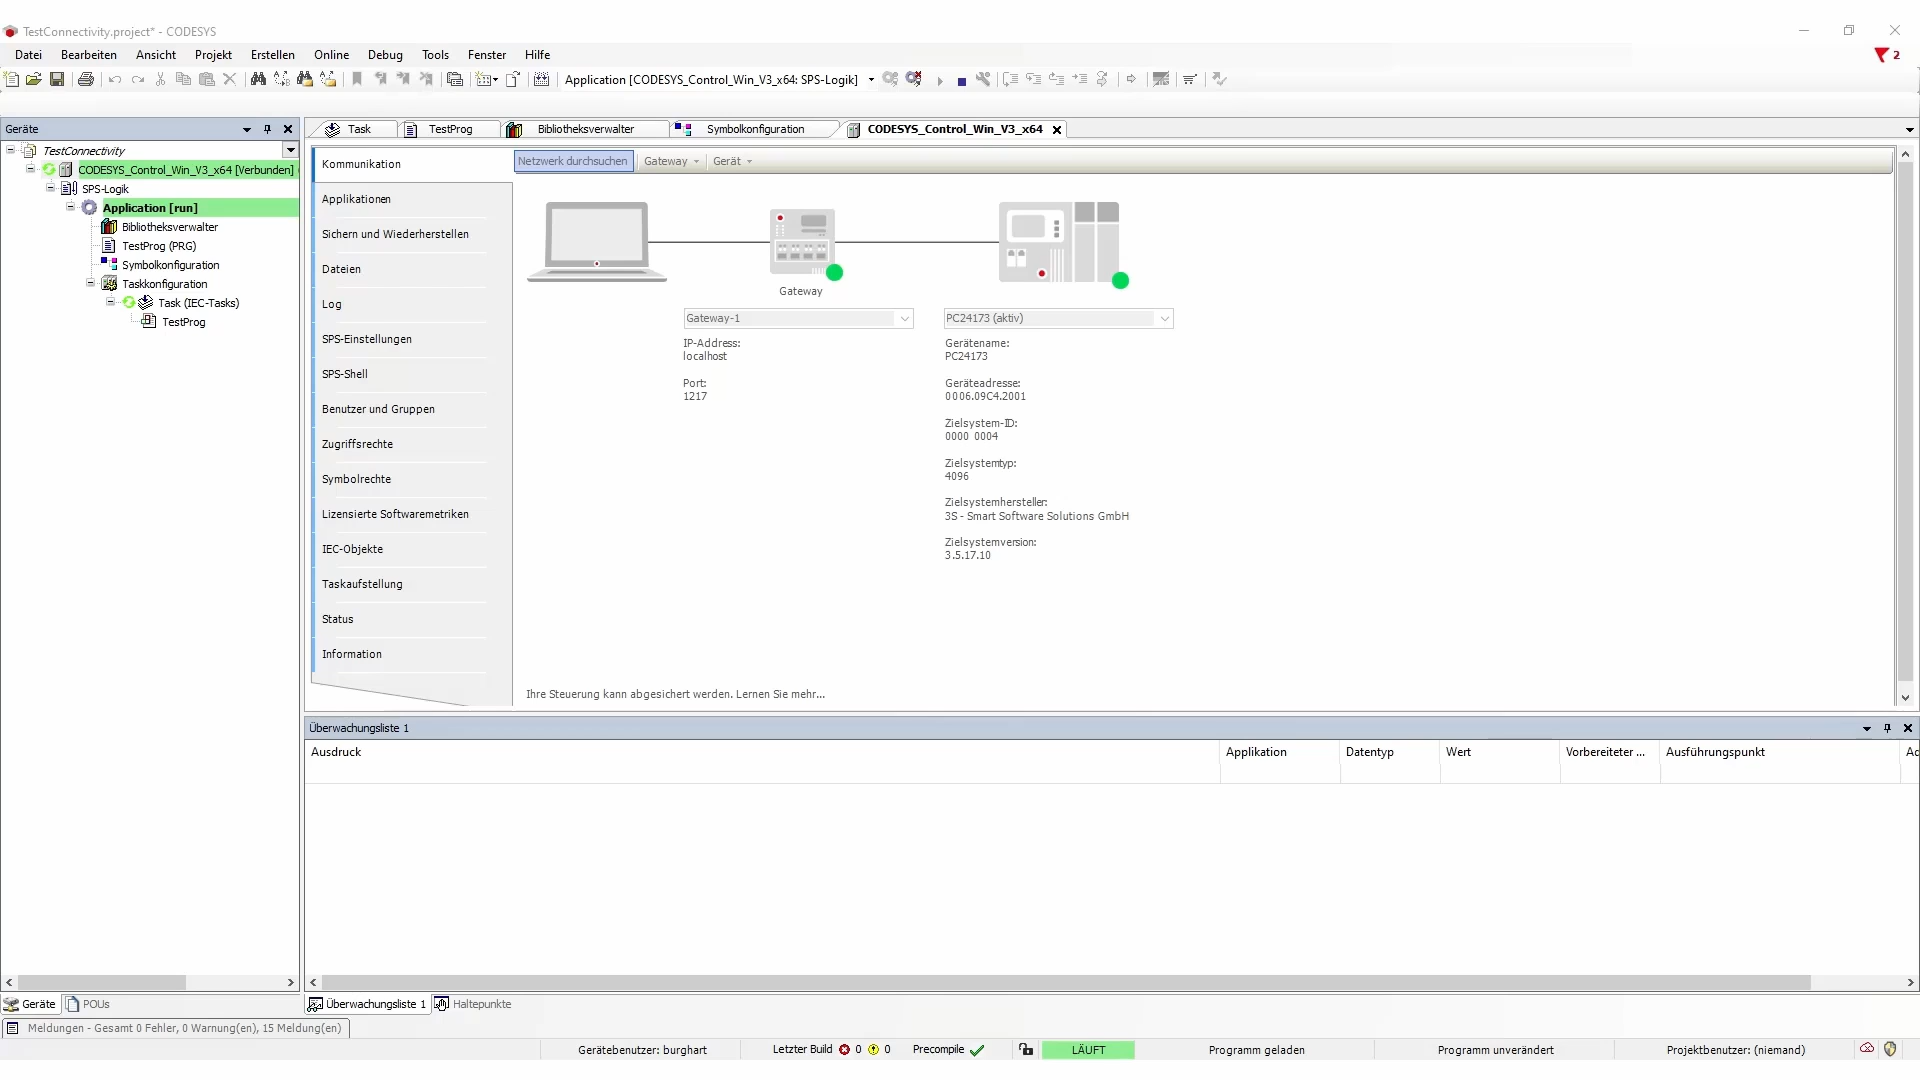 TestConnectivity.project* - CODESYS
Datei Bearbeiten Ansicht Projekt Erstellen Online Debug Tools Fenster Hilfe
2
Application [CODESYS_Control_Win_V3_x64: SPS-Logik]
Geräte
TestConnectivity
CODESYS_Control_Win_V3_x64 [Verbunden]
SPS-Logik
Application [run]
Bibliotheksverwalter
TestProg (PRG)
Symbolkonfiguration
Taskkonfiguration
Task (IEC-Tasks)
TestProg
Task TestProg Bibliotheksverwalter Symbolkonfiguration CODESYS_Control_Win_V3_x64
Kommunikation
Applikationen
Sichern und Wiederherstellen
Dateien
Log
SPS-Einstellungen
SPS-Shell
Benutzer und Gruppen
Zugriffsrechte
Symbolrechte
Lizensierte Softwaremetriken
IEC-Objekte
Taskaufstellung
Status
Information
Netzwerk durchsuchen Gateway Gerät
Gateway
Gateway-1
IP-Address:
localhost
Port:
1217
PC24173 (aktiv)
Gerätename:
PC24173
Geräteadresse:
0006.09C4.2001
Zielsystem-ID:
0000 0004
Zielsystemtyp:
4096
Zielsystemhersteller:
3S - Smart Software Solutions GmbH
Zielsystemversion:
3.5.17.10
Ihre Steuerung kann abgesichert werden. Lernen Sie mehr...
Überwachungsliste 1
Ausdruck Applikation Datentyp Wert Vorbereiteter ... Ausführungspunkt Ad
Geräte POUs
Überwachungsliste 1 Haltepunkte
Meldungen - Gesamt 0 Fehler, 0 Warnung(en), 15 Meldung(en)
Gerätebenutzer: burghart Letzter Build 0 0 Precompile LÄUFT Programm geladen Programm unverändert Projektbenutzer: (niemand)